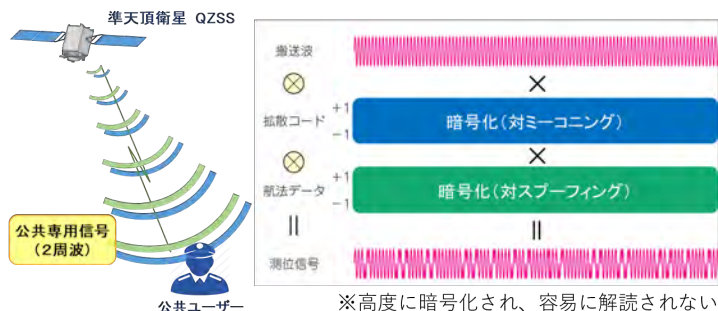 準天頂衛星 QZSS
公共専用信号
(2周波)
公共ユーザー
搬送波
拡散コード
+1
-1
暗号化(対ミーコニング)
航法データ
+1
-1
暗号化(対スプーフィング)
測位信号
※高度に暗号化され、容易に解読されない